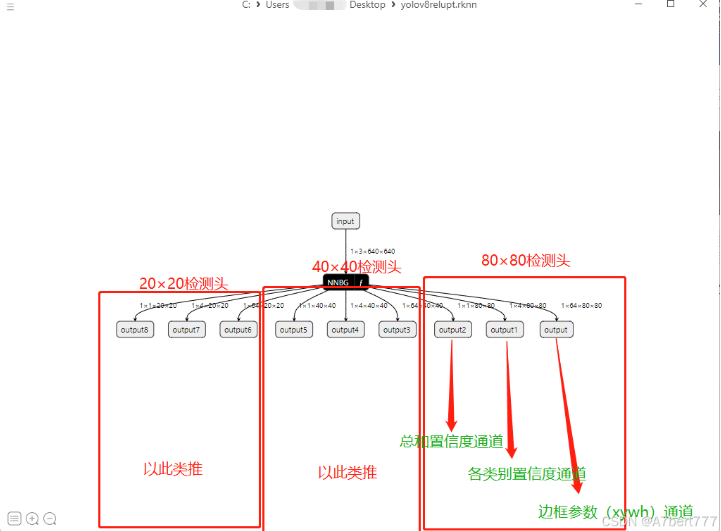 C: > Users Desktop > yolov8relupt.rknn
input
1×3×640×640
20×20检测头
40×40检测头
80×80检测头
NNBG f
1×1×20×20
1×4×20×20
1×64×20×20
1×1×40×40
1×4×40×40
1×64×40×40
1×1×80×80
1×4×80×80
1×64×80×80
output8
output7
output6
output5
output4
output3
output2
output1
output
总和置信度通道
以此类推
以此类推
各类别置信度通道
边框参数（xywh）通道
CSDN @A7bert777